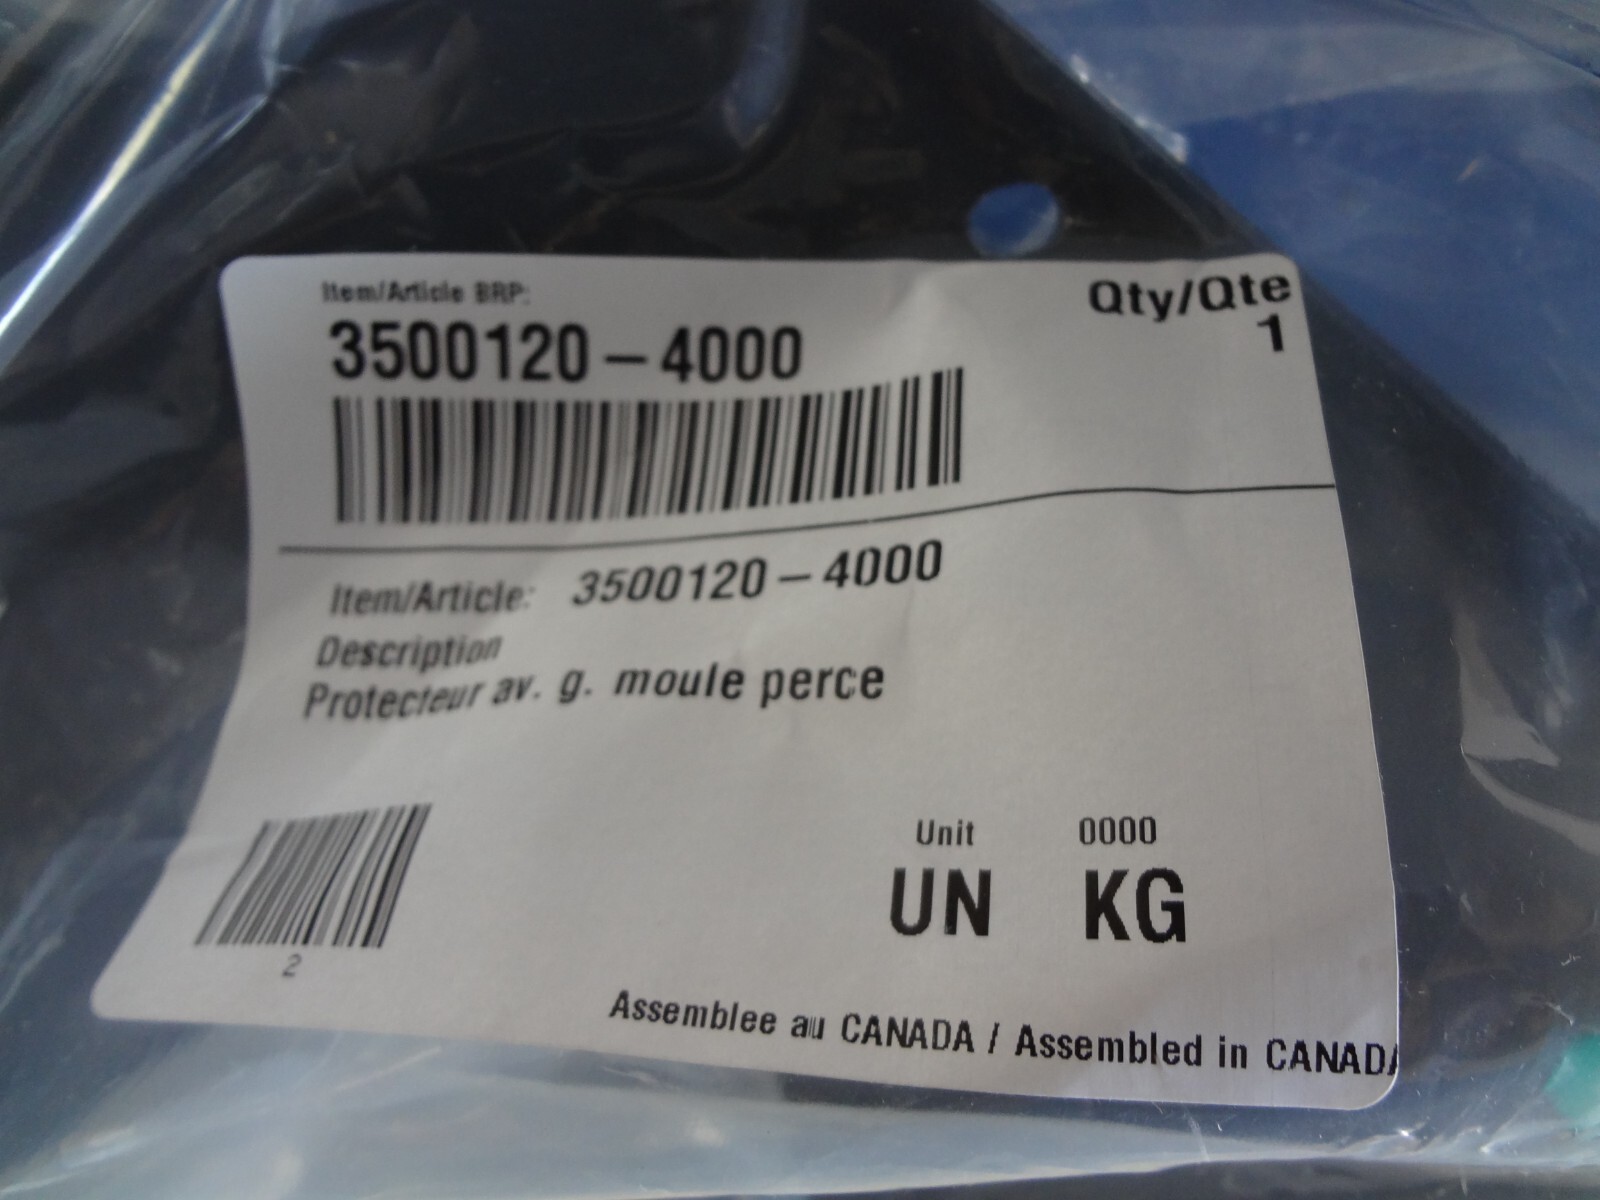 Item/Article BRP:
Qty/Qte
3500120-4000
1
Item/Article: 3500120-4000
Description
Protecteur av. g. moule perce
Unit 0000
UN KG
2
Assemblee au CANADA / Assembled in CANADA